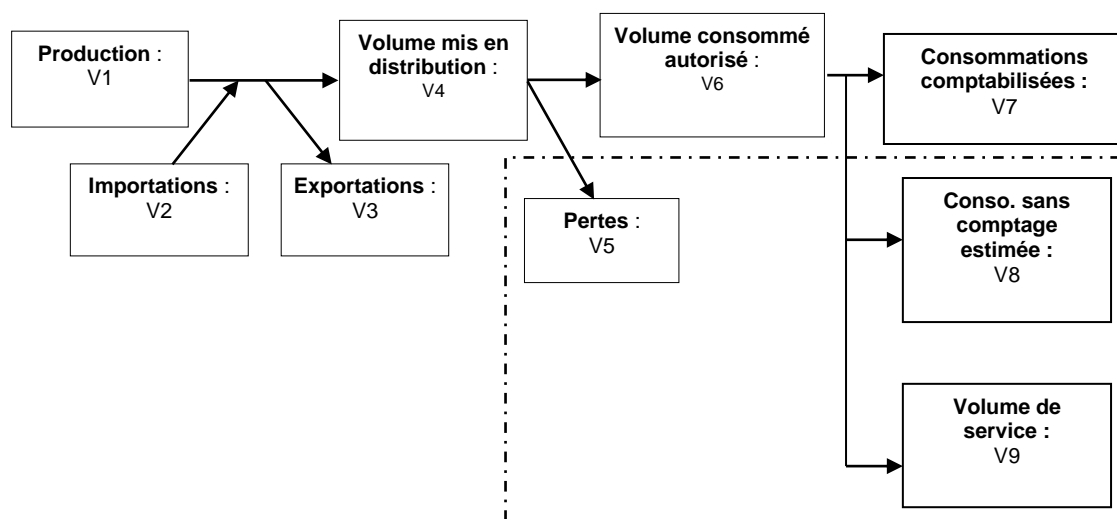 Production :
V1
Volume mis en
distribution :
V4
Volume consommé
autorisé :
V6
Consommations
comptabilisées :
V7
Importations :
V2
Exportations :
V3
Pertes :
V5
Conso. sans
comptage
estimée :
V8
Volume de
service :
V9